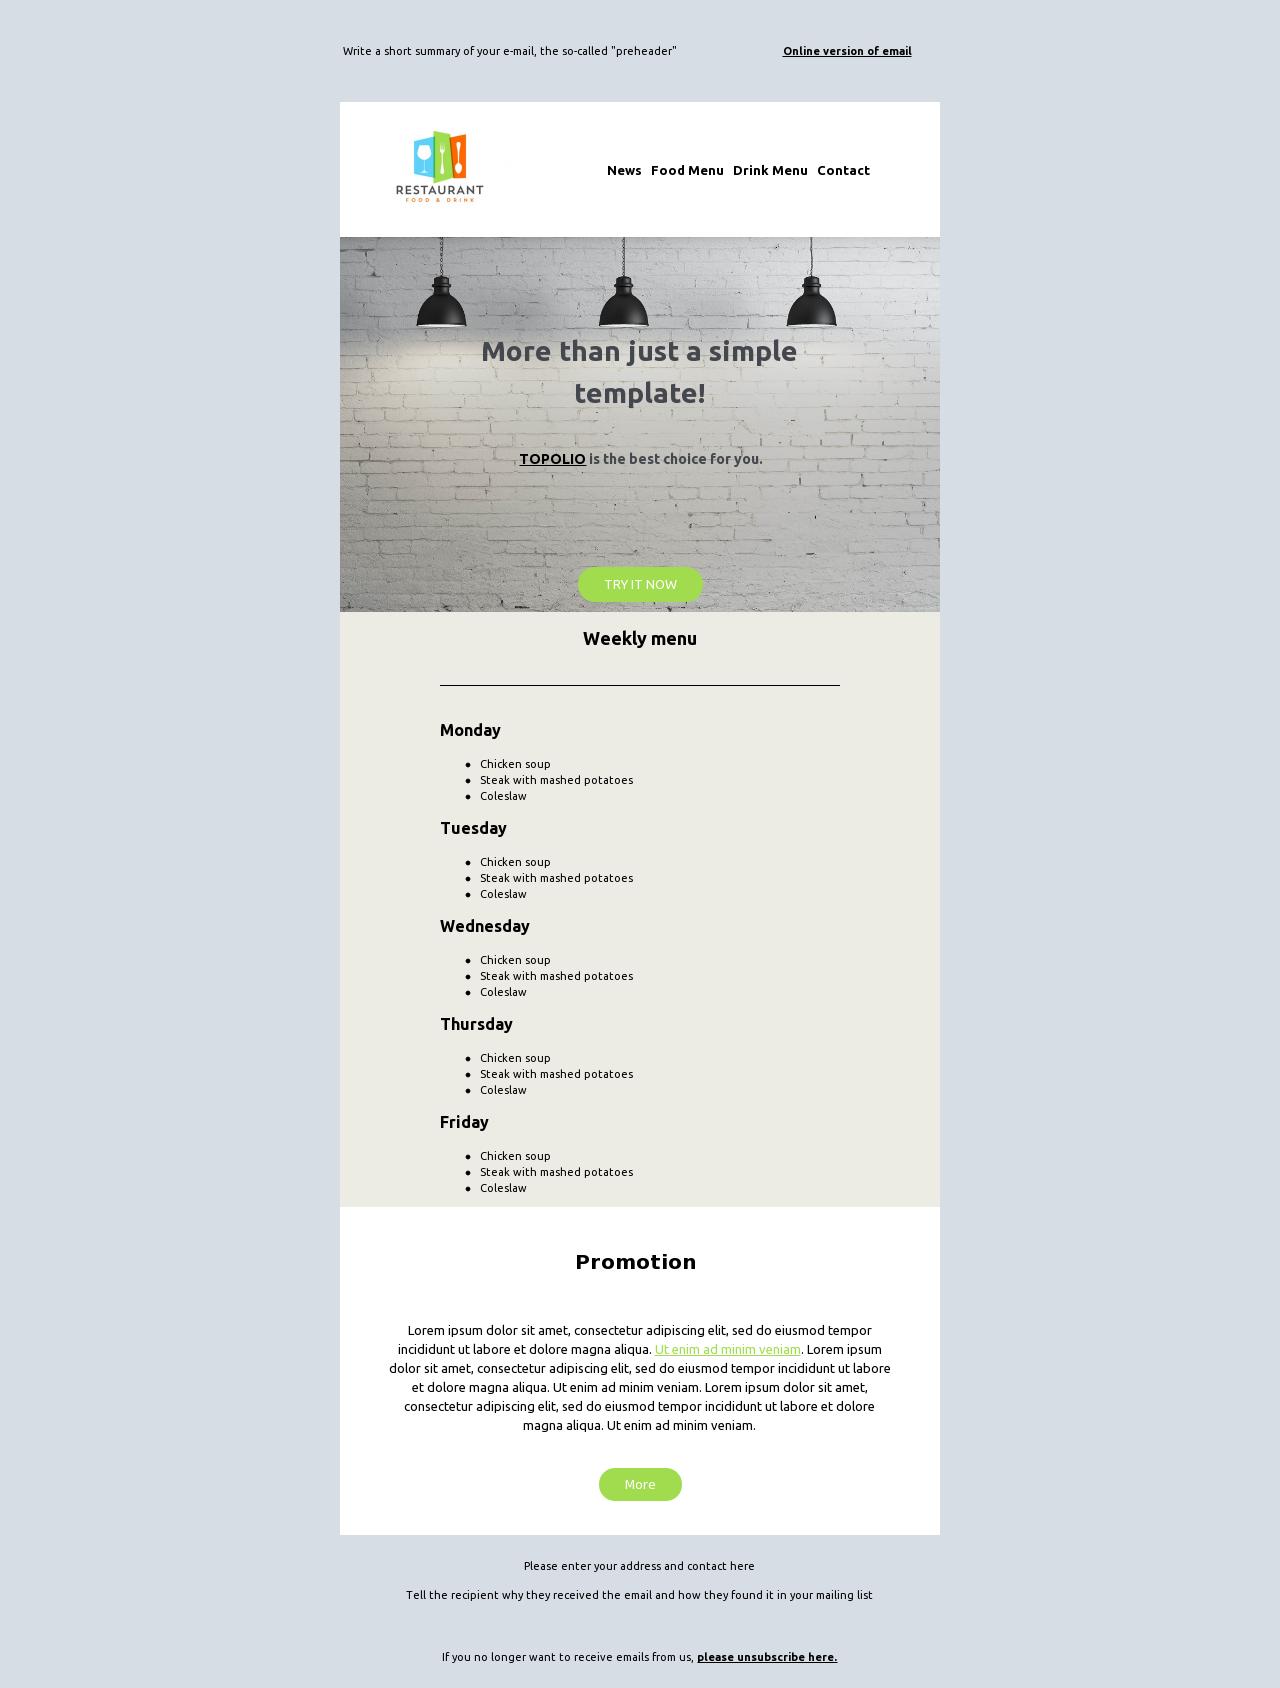 Write a short summary of your e-mail, the so-called "preheader"
Online version of email
RESTAURANT
FOOD & DRINK
News Food Menu Drink Menu Contact
More than just a simple
template!
TOPOLIO is the best choice for you.
TRY IT NOW
Weekly menu
Monday
Chicken soup
Steak with mashed potatoes
Coleslaw
Tuesday
Chicken soup
Steak with mashed potatoes
Coleslaw
Wednesday
Chicken soup
Steak with mashed potatoes
Coleslaw
Thursday
Chicken soup
Steak with mashed potatoes
Coleslaw
Friday
Chicken soup
Steak with mashed potatoes
Coleslaw
Promotion
Lorem ipsum dolor sit amet, consectetur adipiscing elit, sed do eiusmod tempor
incididunt ut labore et dolore magna aliqua. Ut enim ad minim veniam. Lorem ipsum
dolor sit amet, consectetur adipiscing elit, sed do eiusmod tempor incididunt ut labore
et dolore magna aliqua. Ut enim ad minim veniam. Lorem ipsum dolor sit amet,
consectetur adipiscing elit, sed do eiusmod tempor incididunt ut labore et dolore
magna aliqua. Ut enim ad minim veniam.
More
Please enter your address and contact here
Tell the recipient why they received the email and how they found it in your mailing list
If you no longer want to receive emails from us, please unsubscribe here.